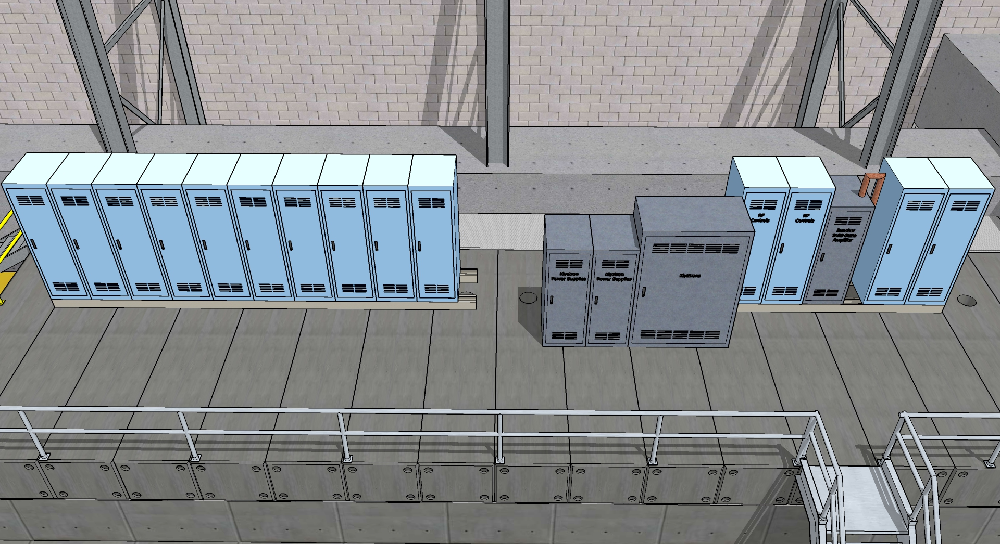 Klystron
Power Supplies
Klystron
Power Supplies
Klystrons
RF
Controls
RF
Controls
Buncher
Solid-State
Amplifier